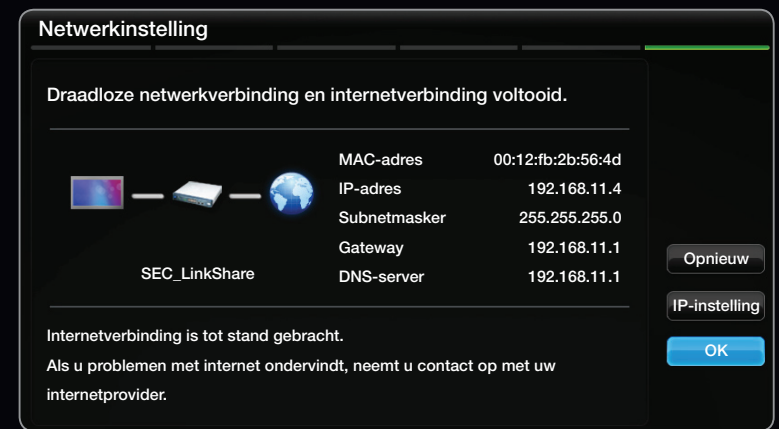 Netwerkinstelling
Draadloze netwerkverbinding en internetverbinding voltooid.
MAC-adres 00:12:fb:2b:56:4d
IP-adres 192.168.11.4
Subnetmasker 255.255.255.0
Gateway 192.168.11.1
DNS-server 192.168.11.1
SEC_LinkShare
Internetverbinding is tot stand gebracht.
Als u problemen met internet ondervindt, neemt u contact op met uw
internetprovider.
Opnieuw
IP-instelling
OK